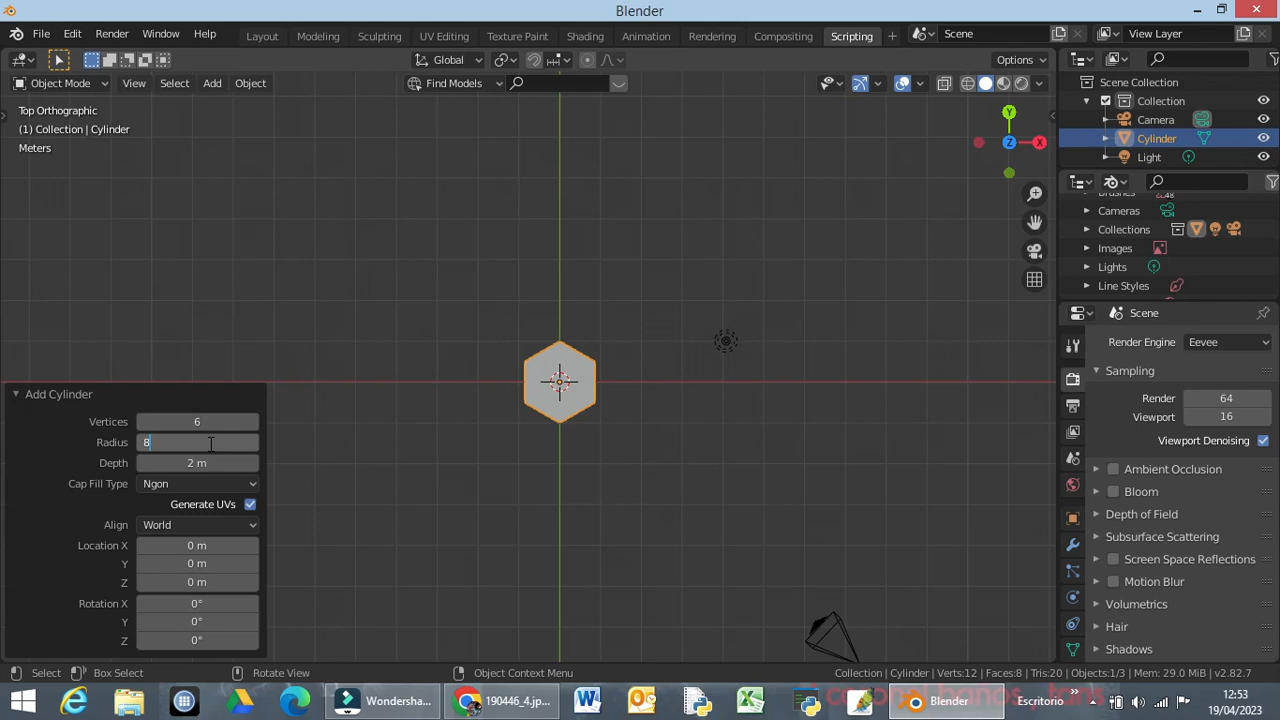 Blender
File Edit Render Window Help Layout Modeling Sculpting UV Editing Texture Paint Shading Animation Rendering Compositing Scripting Scene View Layer
Global Options
Object Mode View Select Add Object Find Models
Top Orthographic
(1) Collection | Cylinder
Meters
Y
Z
X
Scene Collection
Collection
Camera
Cylinder
Light
Cameras
Collections
Images
Lights
Line Styles
Scene
Render Engine Eevee
Sampling
Render 64
Viewport 16
Viewport Denoising
Ambient Occlusion
Bloom
Depth of Field
Subsurface Scattering
Screen Space Reflections
Motion Blur
Volumetrics
Hair
Shadows
Add Cylinder
Vertices 6
Radius 8
Depth 2 m
Cap Fill Type Ngon
Generate UVs
Align World
Location X 0 m
Y 0 m
Z 0 m
Rotation X 0°
Y 0°
Z 0°
Select Box Select Rotate View Object Context Menu Collection | Cylinder | Verts:12 | Faces:8 | Tris:20 | Objects:1/3 | Mem: 29.0 MiB | v2.82.7
Wondersha... 190446_4.jp... Blender Escritorio
12:53
19/04/2023